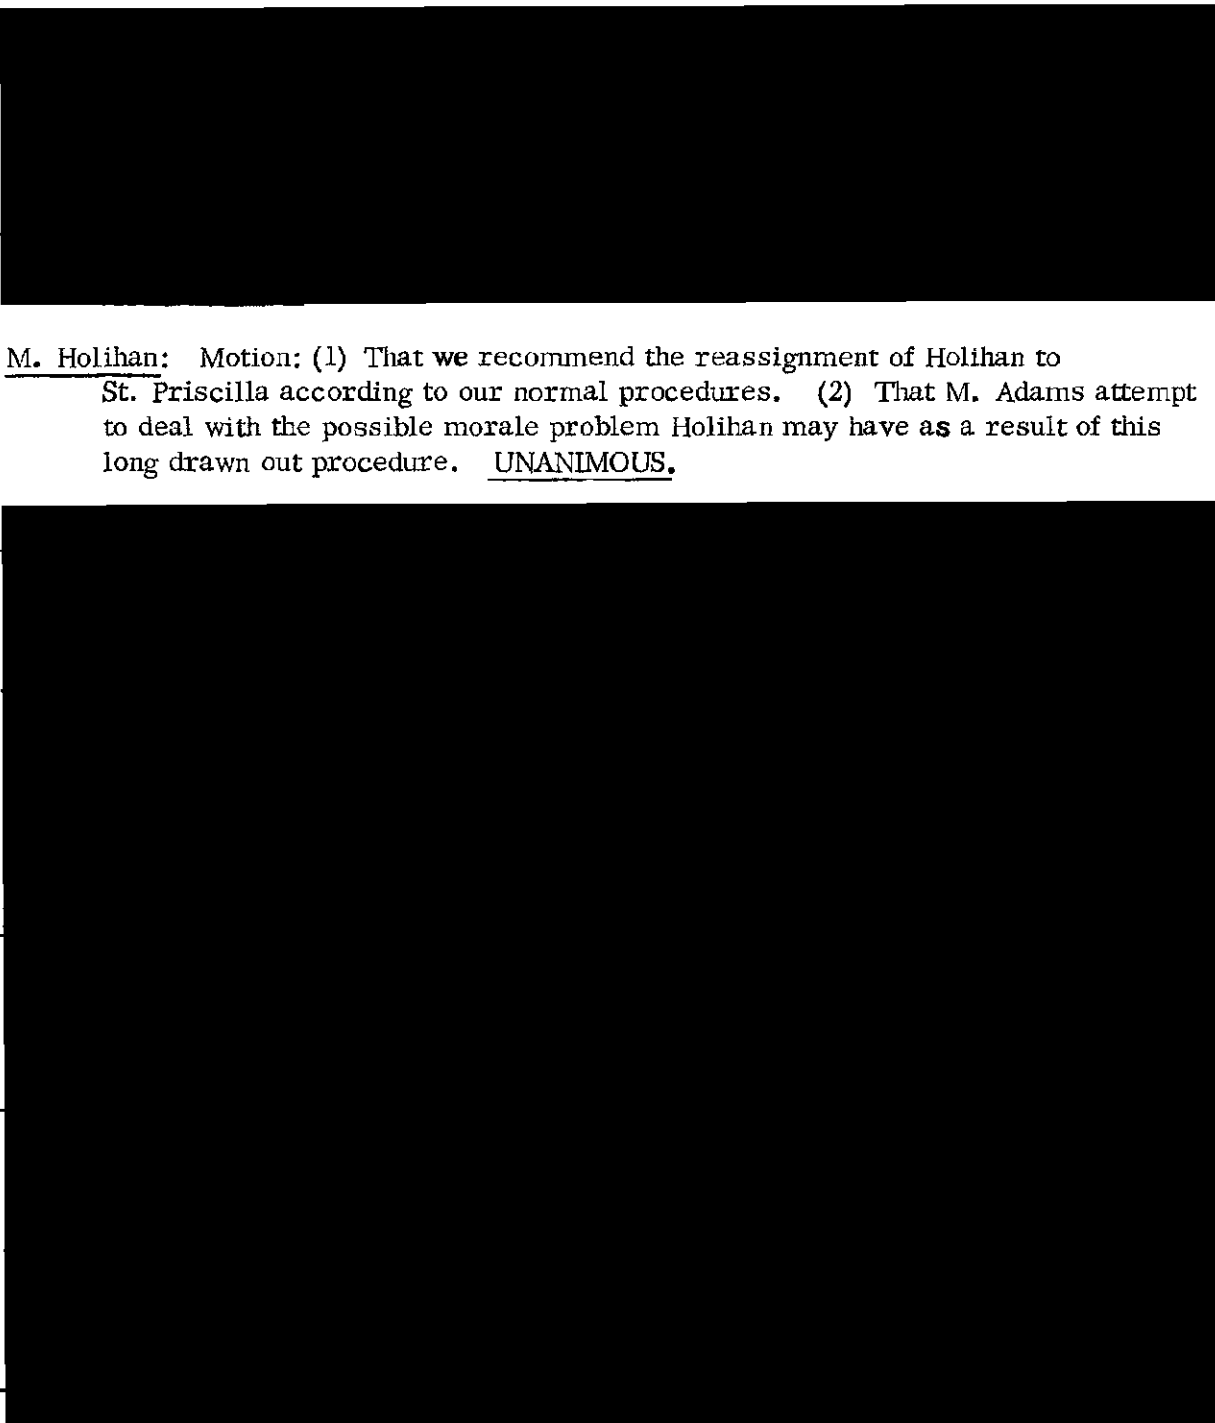 M. Holihan: Motion: (1) That we recommend the reassignment of Holihan to
St. Priscilla according to our normal procedures. (2) That M. Adams attempt
to deal with the possible morale problem Holihan may have as a result of this
long drawn out procedure. UNANIMOUS.